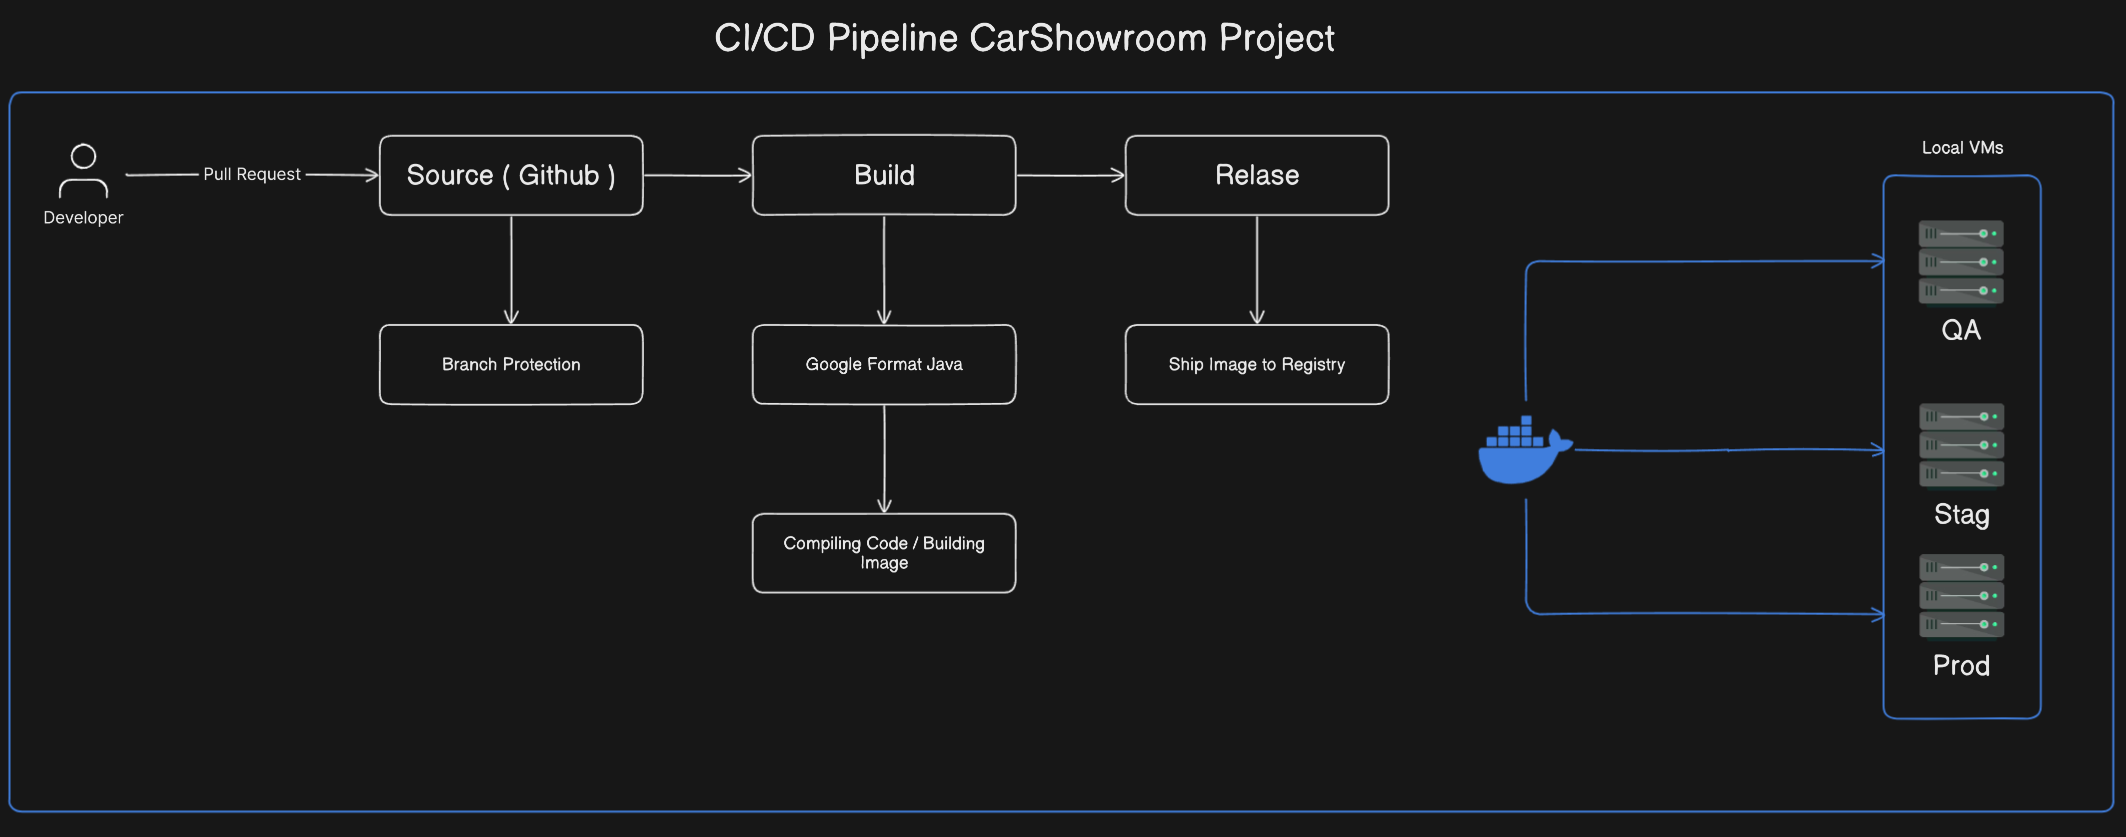 CI/CD Pipeline CarShowroom Project
Developer
Pull Request
Source ( Github )
Build
Relase
Branch Protection
Google Format Java
Ship Image to Registry
Compiling Code / Building
Image
Local VMs
QA
Stag
Prod